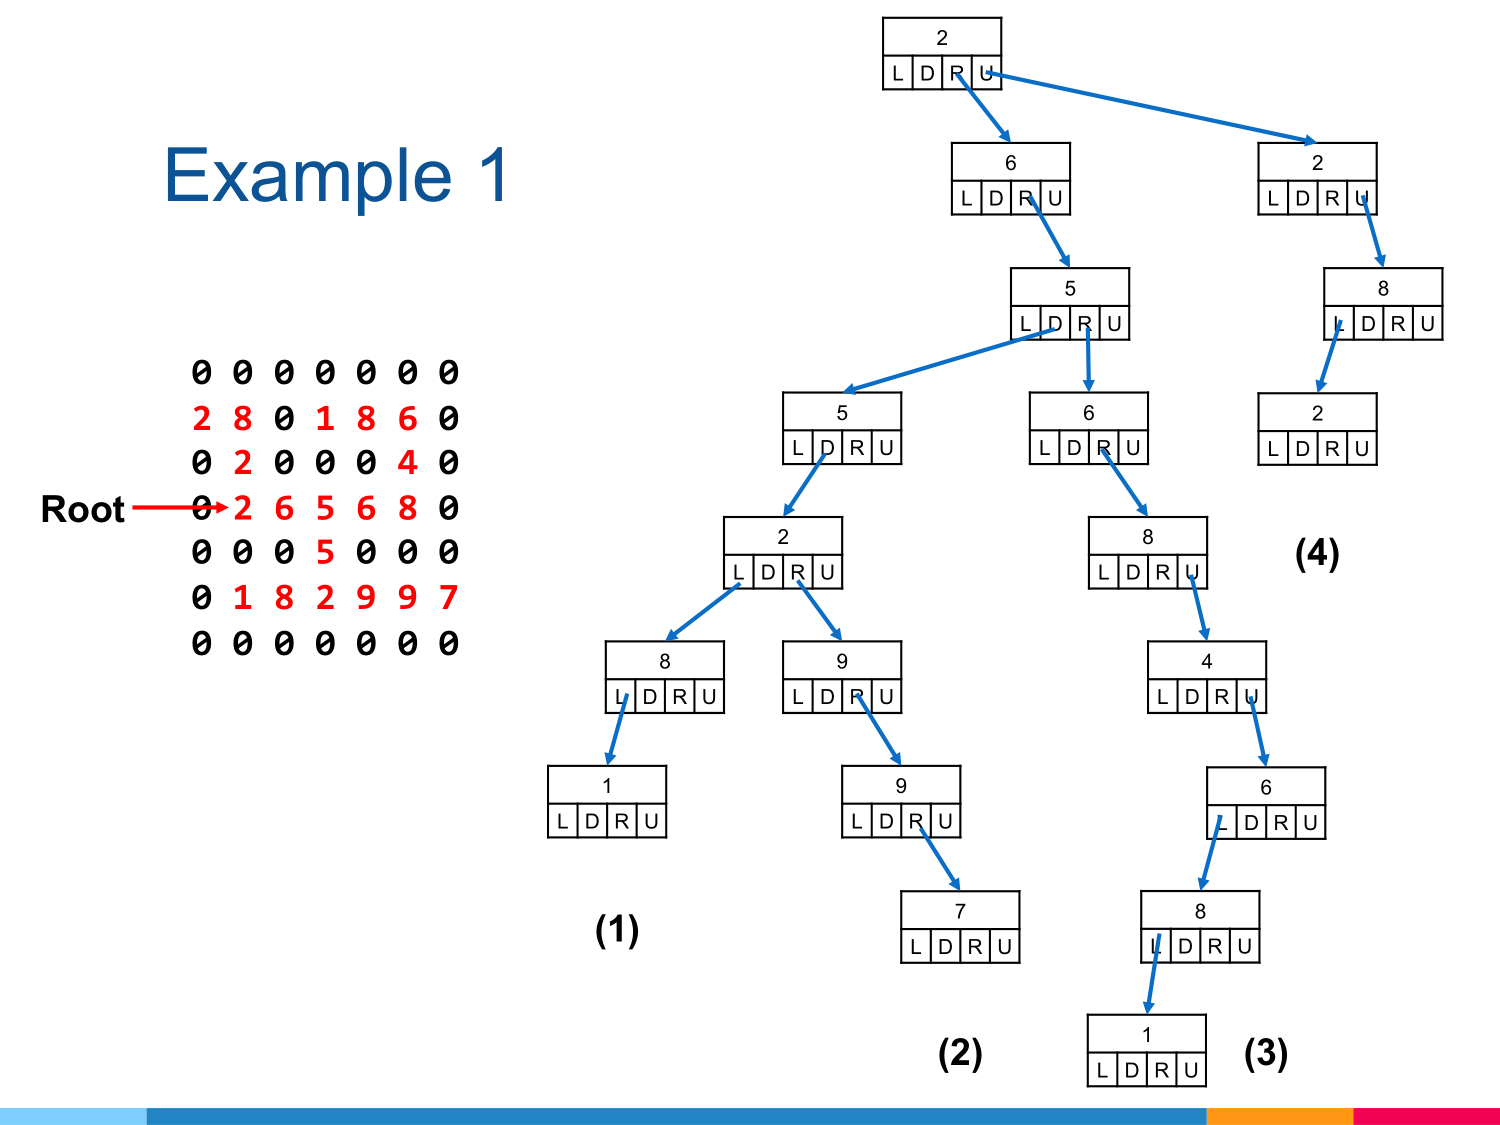 Example 1
0 0 0 0 0 0 0
2 8 0 1 8 6 0
0 2 0 0 0 4 0
Root
0 2 6 5 6 8 0
0 0 0 5 0 0 0
0 1 8 2 9 9 7
0 0 0 0 0 0 0
2
L D R U
6 2
L D R U L D R U
5 8
L D R U L D R U
5 6 2
L D R U L D R U L D R U
2 8
L D R U L D R U
(4)
8 9 4
L D R U L D R U L D R U
1 9 6
L D R U L D R U L D R U
7 8
L D R U L D R U
(1)
1
L D R U
(2) (3)